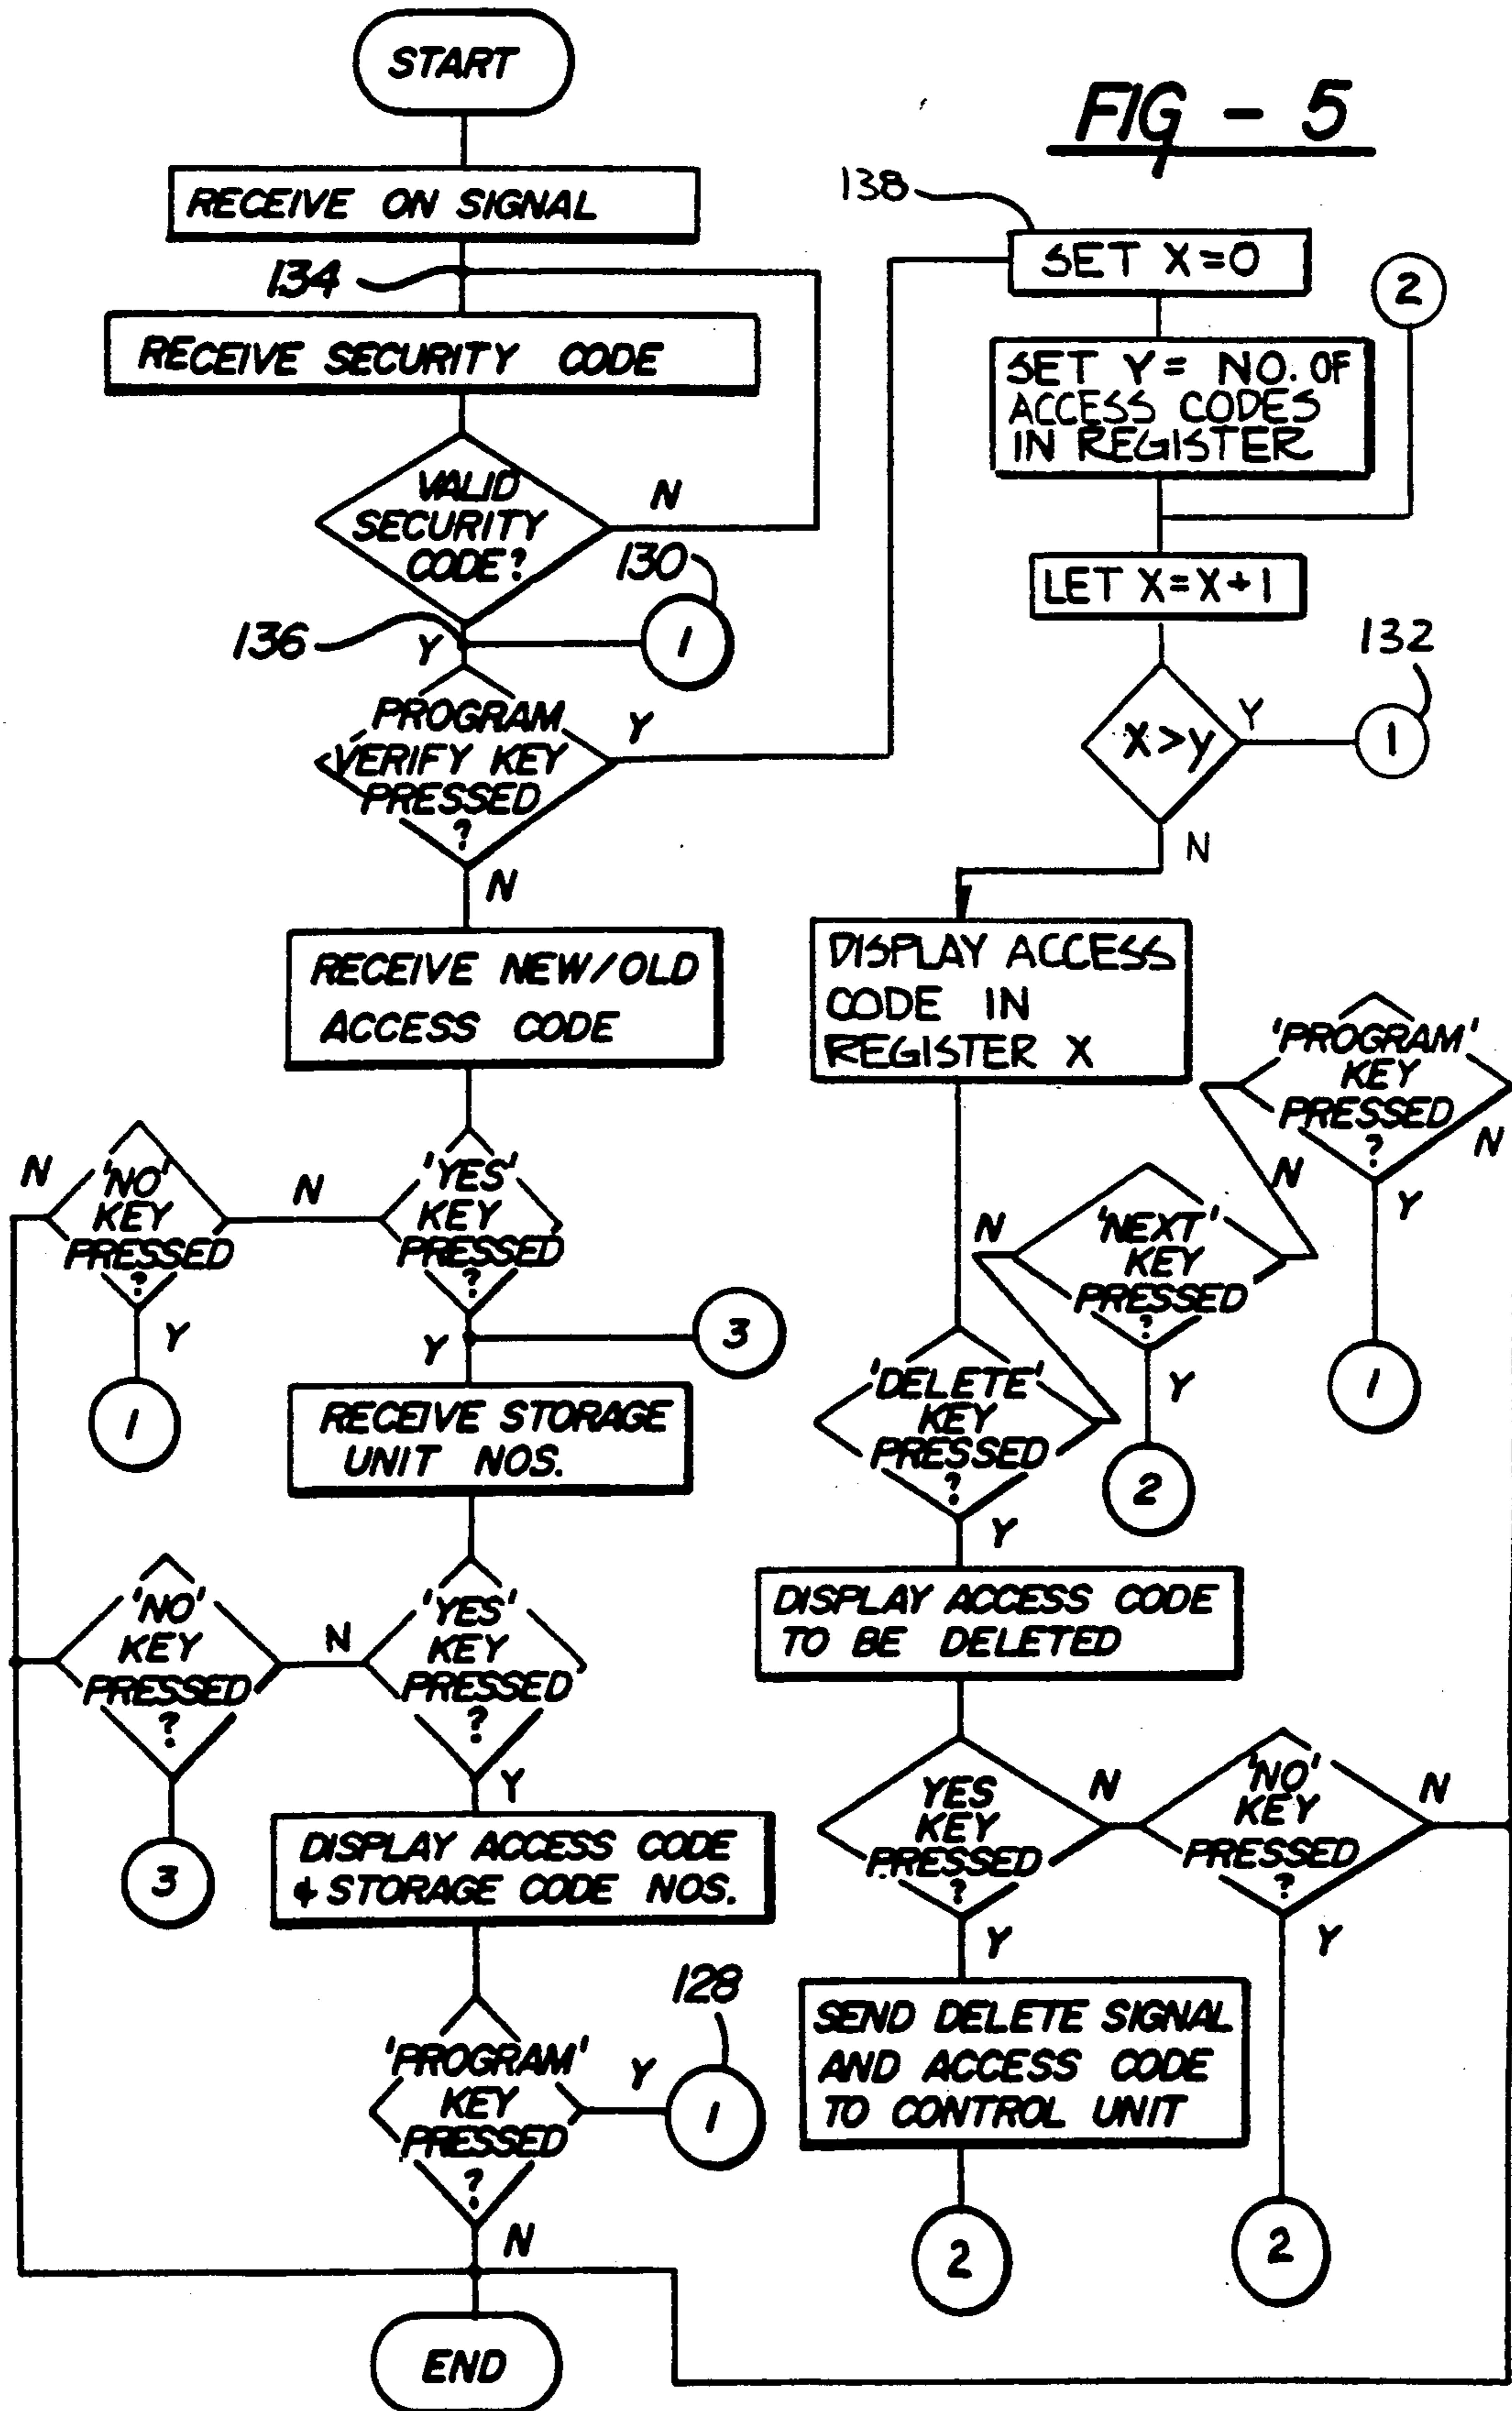 START
FIG - 5
RECEIVE ON SIGNAL
134
RECEIVE SECURITY CODE
VALID
SECURITY
CODE?
N
130
1
136
Y
PROGRAM
VERIFY KEY
PRESSED
?
Y
N
RECEIVE NEW/OLD
ACCESS CODE
'YES'
KEY
PRESSED
?
N
'NO'
KEY
PRESSED
?
N
Y
1
Y
3
RECEIVE STORAGE
UNIT NOS.
'YES'
KEY
PRESSED
?
N
'NO'
KEY
PRESSED
?
3
Y
DISPLAY ACCESS CODE
& STORAGE CODE NOS.
'PROGRAM'
KEY
PRESSED
?
Y
128
1
N
END
138
SET X=0
2
SET Y= NO. OF
ACCESS CODES
IN REGISTER
LET X=X+1
132
X>Y
Y
1
N
DISPLAY ACCESS
CODE IN
REGISTER X
'DELETE'
KEY
PRESSED
?
N
'NEXT'
KEY
PRESSED
?
N
Y
2
'PROGRAM'
KEY
PRESSED
?
N
Y
1
Y
DISPLAY ACCESS CODE
TO BE DELETED
YES
KEY
PRESSED
?
N
'NO'
KEY
PRESSED
?
N
Y
Y
SEND DELETE SIGNAL
AND ACCESS CODE
TO CONTROL UNIT
2
2